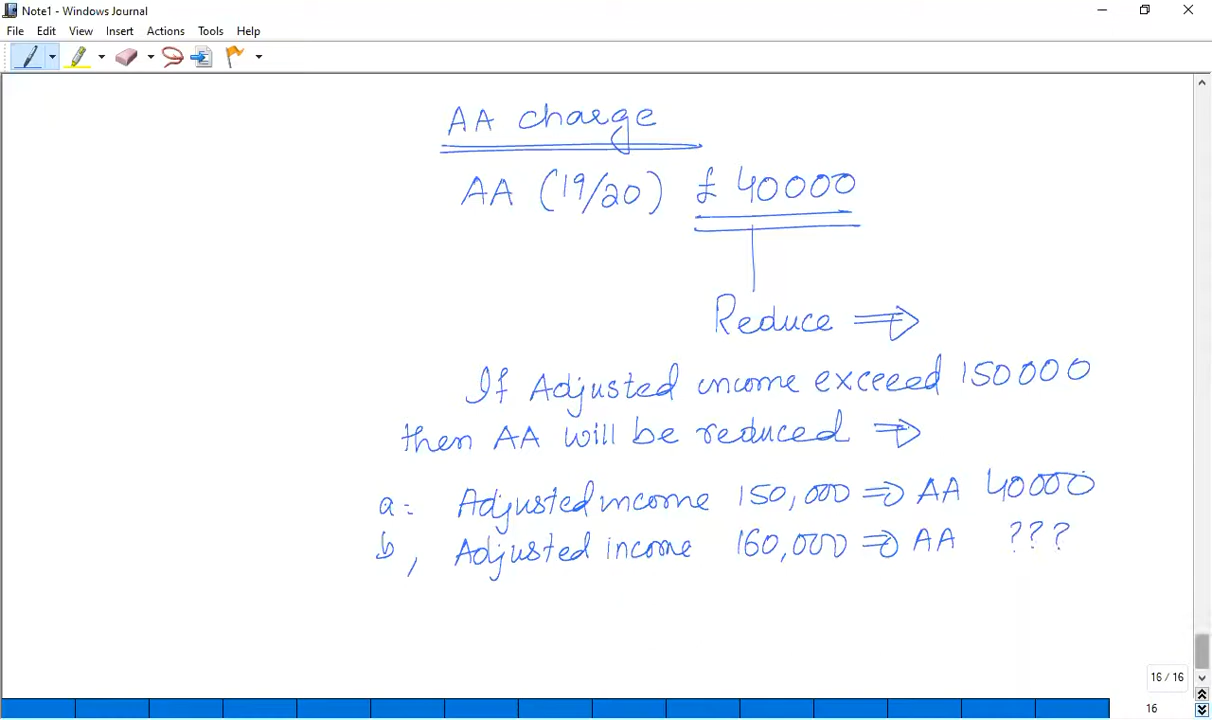 Note1 - Windows Journal
File Edit View Insert Actions Tools Help
AA charge
AA (19/20) £ 40000
Reduce ⇒
If Adjusted income exceeed 150000
then AA will be reduced ⇒
a= Adjusted income 150,000 ⇒ AA 40000
b, Adjusted income 160,000 ⇒ AA ???
16 / 16
16